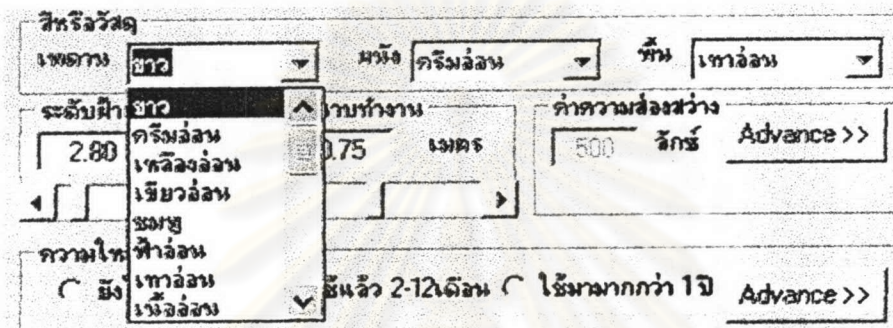 สีหรือวัสดุ
เพดาน ขาว ผนัง ครีมอ่อน พื้น เทาอ่อน
ระดับฝ้า ขาว าบทำงาน ค่าความส่องสว่าง
2.80 ครีมอ่อน 0.75 เมตร 500 ลักซ์ Advance >>
เหลืองอ่อน
เขียวอ่อน
ชมพู
ความให ฟ้าอ่อน
ยังไ เทาอ่อน ช้แล้ว 2-12เดือน ใช้มามากกว่า 1 ปี Advance >>
เนื้ออ่อน